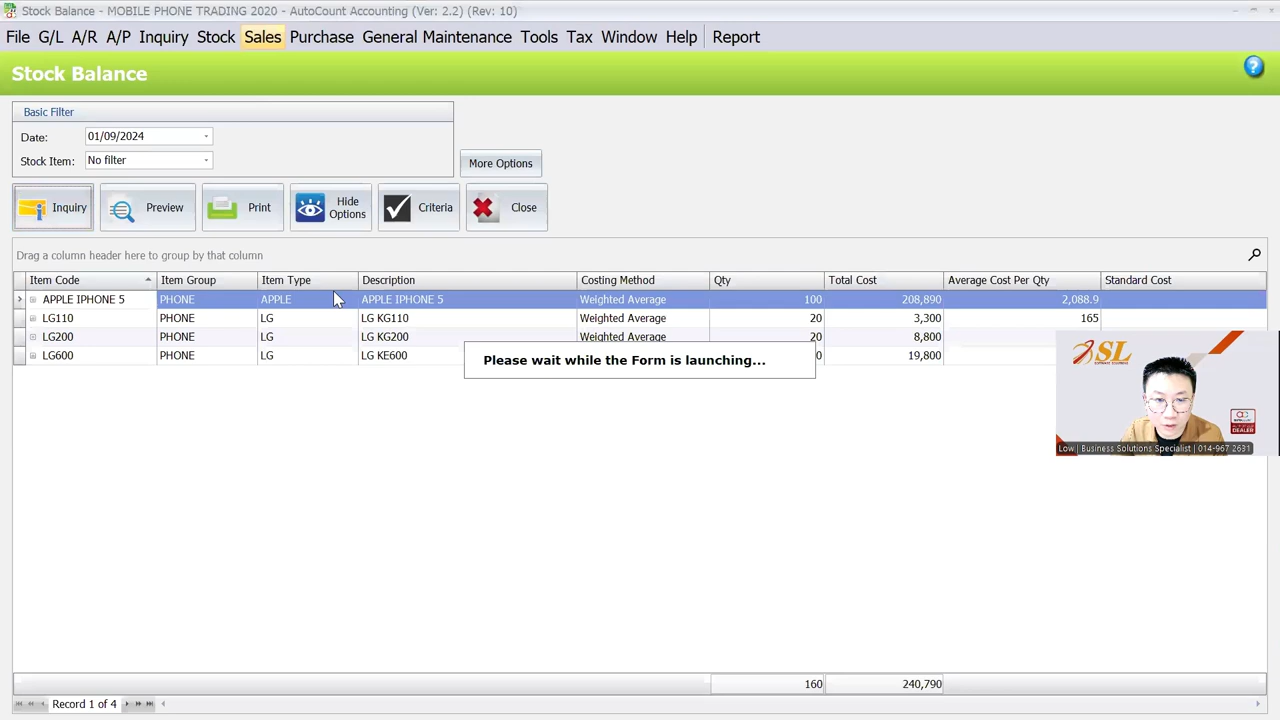 Stock Balance - MOBILE PHONE TRADING 2020 - AutoCount Accounting (Ver: 2.2) (Rev: 10)
File G/L A/R A/P Inquiry Stock Sales Purchase General Maintenance Tools Tax Window Help Report
Stock Balance
Basic Filter
Date: 01/09/2024
Stock Item: No filter
More Options
Inquiry Preview Print Hide Options Criteria Close
Drag a column header here to group by that column
Item Code Item Group Item Type Description Costing Method Qty Total Cost Average Cost Per Qty Standard Cost
APPLE IPHONE 5 PHONE APPLE APPLE IPHONE 5 Weighted Average 100 208,890 2,088.9
LG110 PHONE LG LG KG110 Weighted Average 20 3,300 165
LG200 PHONE LG LG KG200 Weighted Average 20 8,800
LG600 PHONE LG LG KE600 0 19,800
Please wait while the Form is launching...
SL
DEALER
Low | Business Solutions Specialist | 014-967 2631
160 240,790
Record 1 of 4